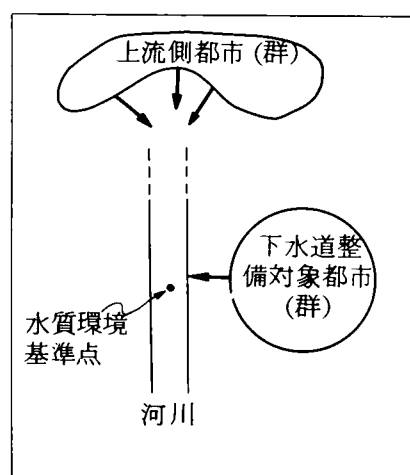 上流側都市(群)
下水道整
備対象都市
(群)
水質環境
基準点
河川